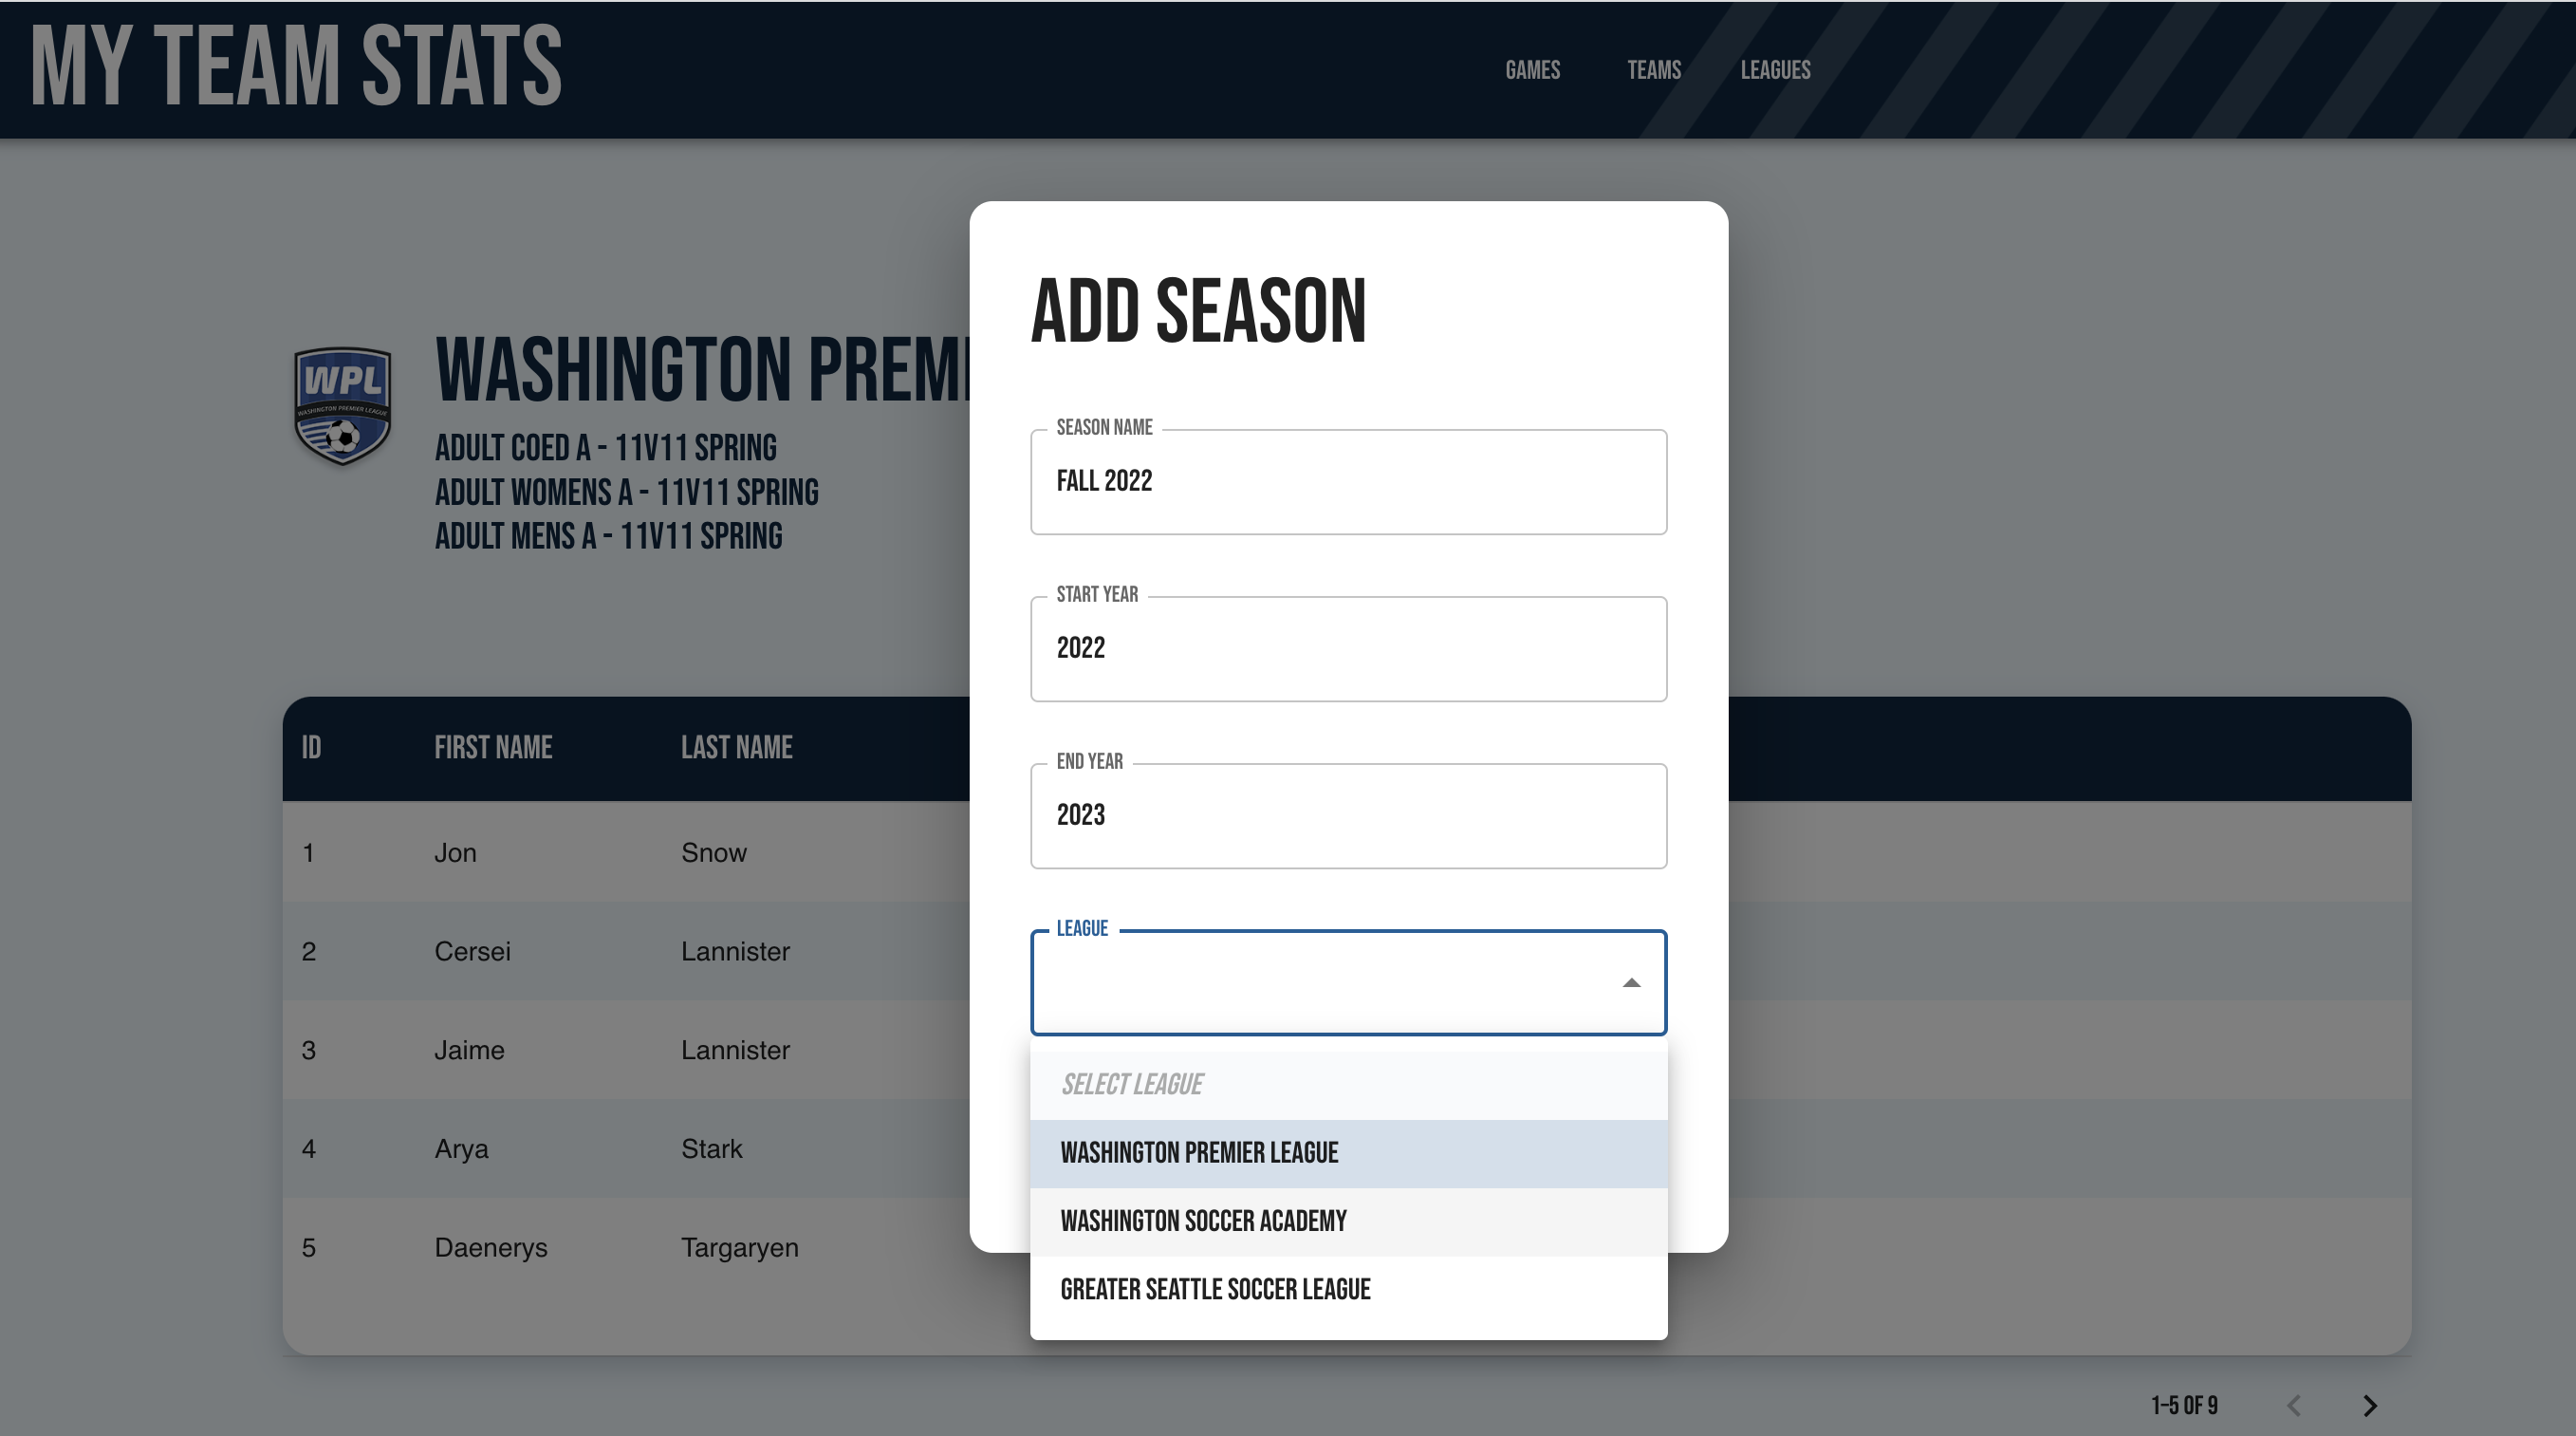 MY TEAM STATS
GAMES TEAMS LEAGUES
WPL
WASHINGTON PREMIER LEAGUE
WASHINGTON PREMI
ADULT COED A - 11V11 SPRING
ADULT WOMENS A - 11V11 SPRING
ADULT MENS A - 11V11 SPRING
ID FIRST NAME LAST NAME
1 Jon Snow
2 Cersei Lannister
3 Jaime Lannister
4 Arya Stark
5 Daenerys Targaryen
1–5 OF 9
ADD SEASON
SEASON NAME
FALL 2022
START YEAR
2022
END YEAR
2023
LEAGUE
SELECT LEAGUE
WASHINGTON PREMIER LEAGUE
WASHINGTON SOCCER ACADEMY
GREATER SEATTLE SOCCER LEAGUE